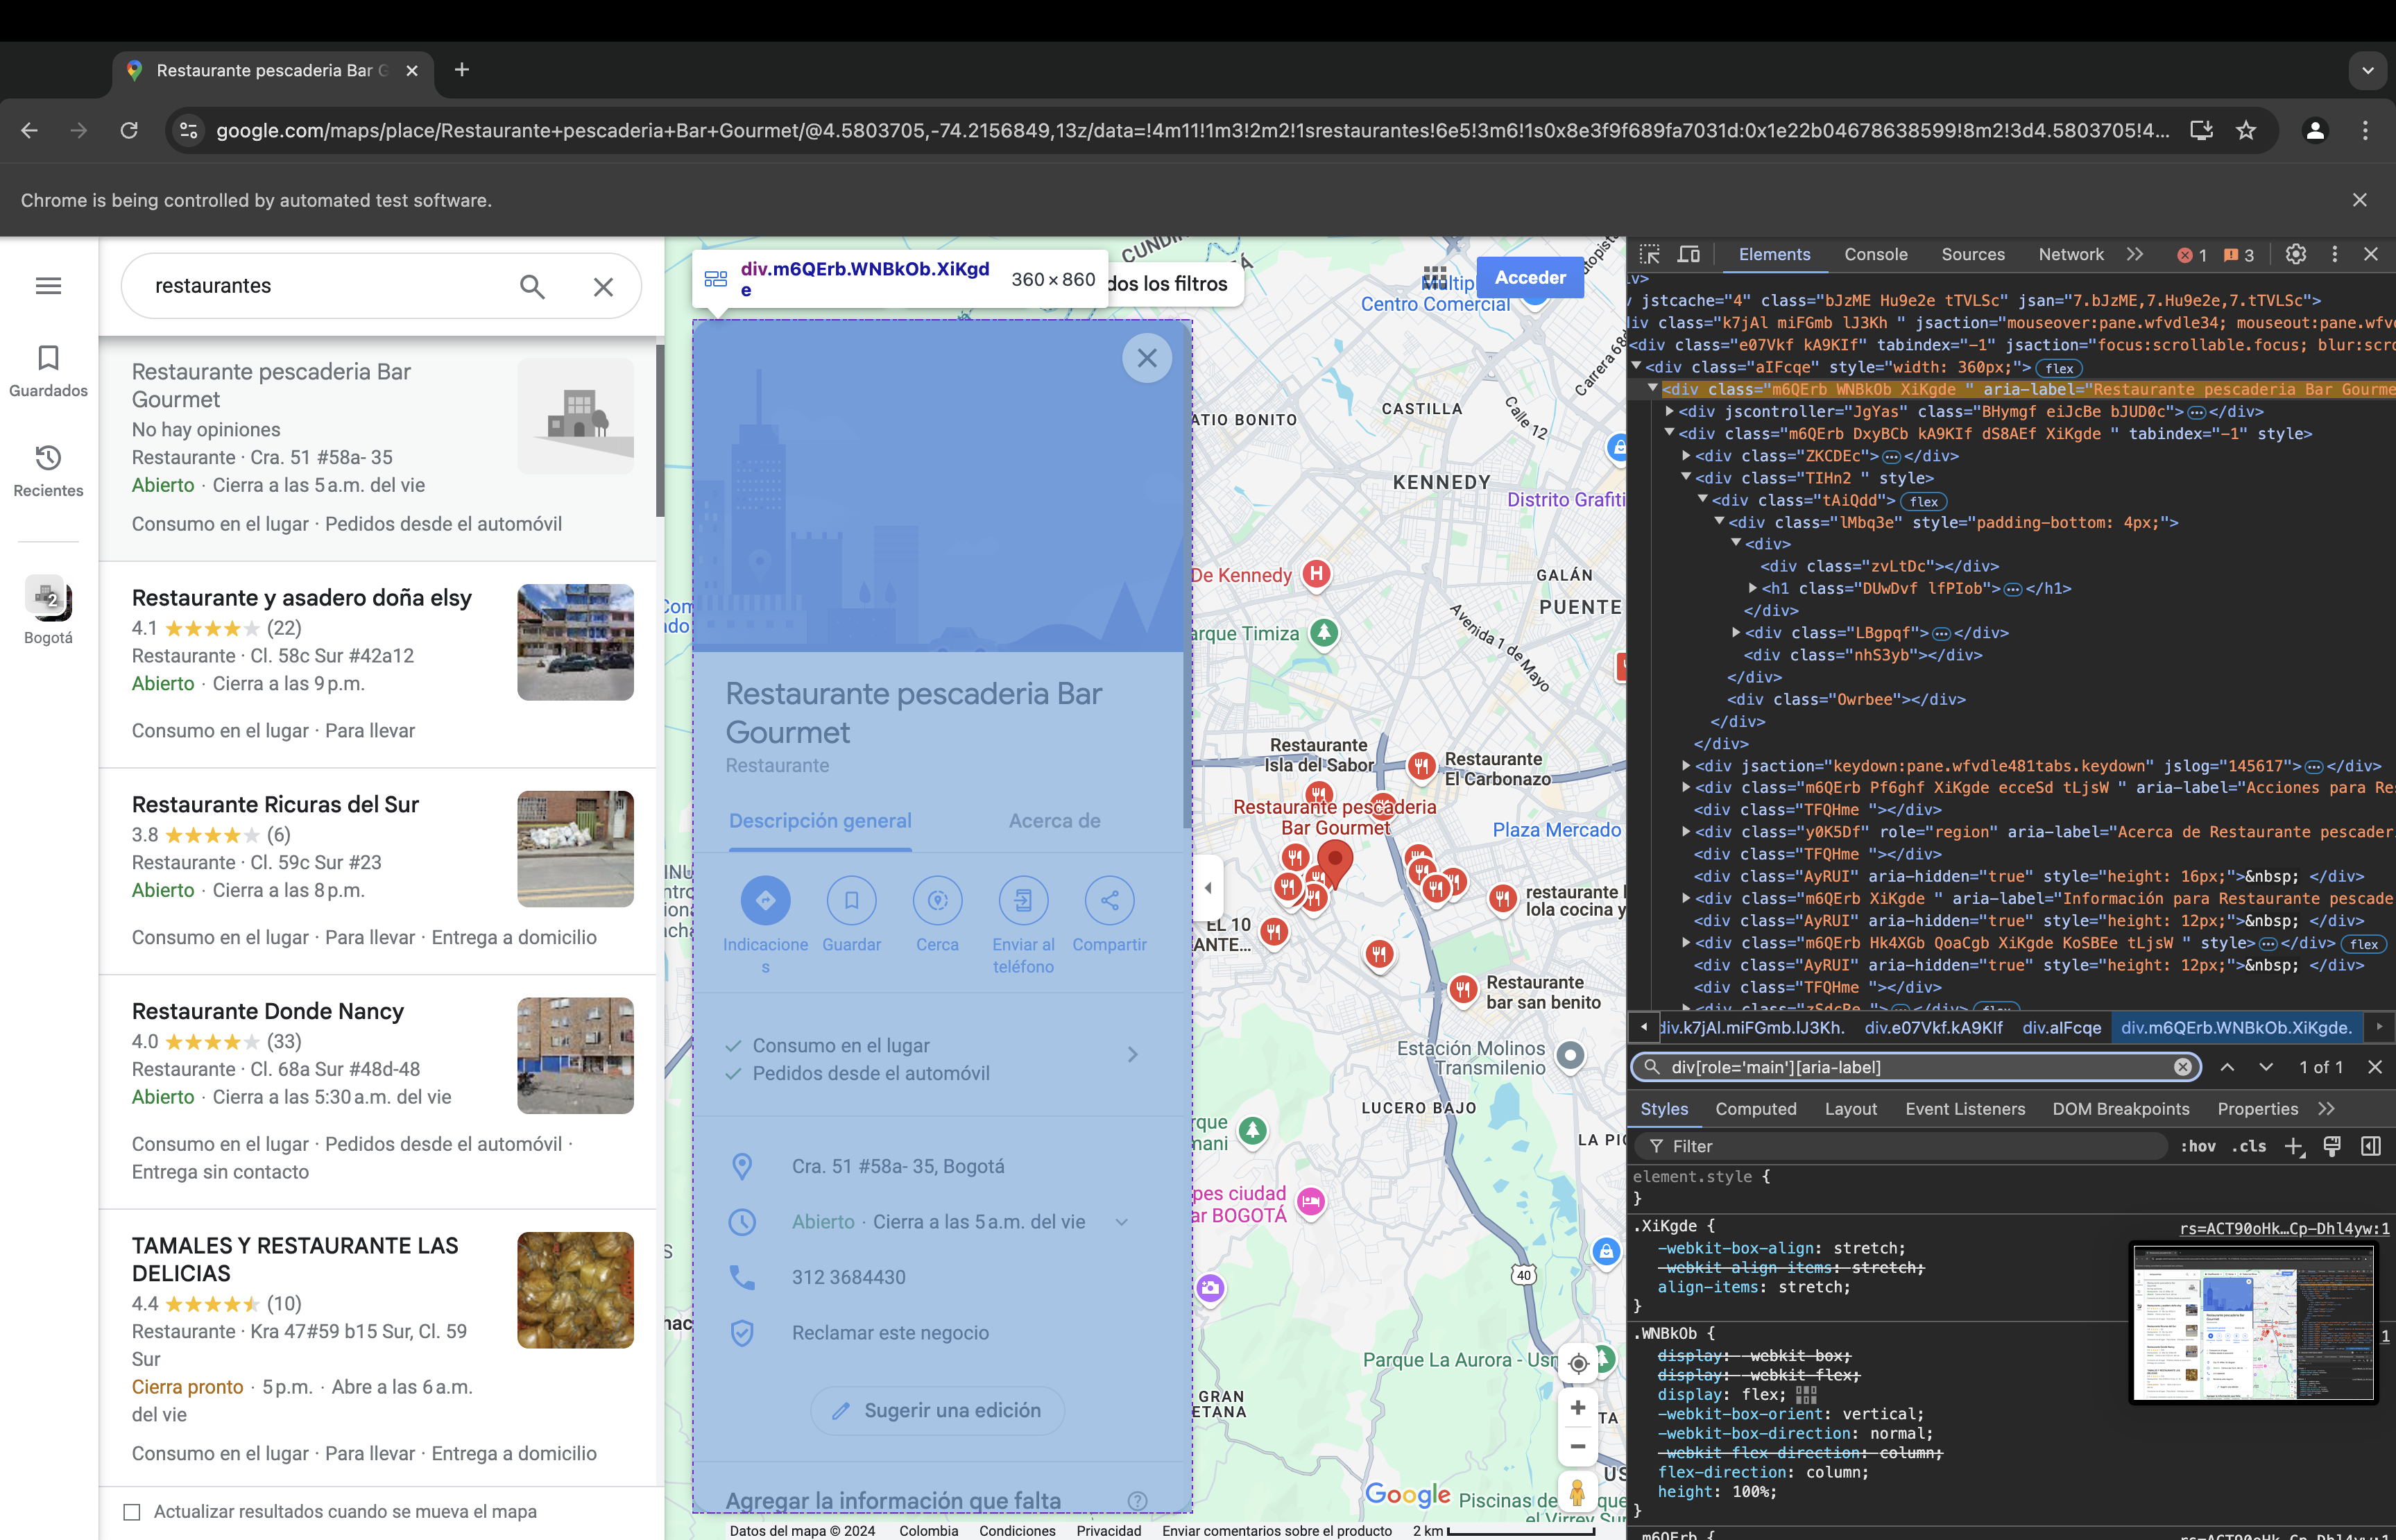 Restaurante pescaderia Bar G
google.com/maps/place/Restaurante+pescaderia+Bar+Gourmet/@4.5803705,-74.2156849,13z/data=!4m11!1m3!2m2!1srestaurantes!6e5!3m6!1s0x8e3f9f689fa7031d:0x1e22b04678638599!8m2!3d4.5803705!4...
Chrome is being controlled by automated test software.
restaurantes
Guardados
Recientes
2
Bogotá
Restaurante pescaderia Bar
Gourmet
No hay opiniones
Restaurante · Cra. 51 #58a- 35
Abierto · Cierra a las 5 a.m. del vie
Consumo en el lugar · Pedidos desde el automóvil
Restaurante y asadero doña elsy
4.1 (22)
Restaurante · Cl. 58c Sur #42a12
Abierto · Cierra a las 9 p.m.
Consumo en el lugar · Para llevar
Restaurante Ricuras del Sur
3.8 (6)
Restaurante · Cl. 59c Sur #23
Abierto · Cierra a las 8 p.m.
Consumo en el lugar · Para llevar · Entrega a domicilio
Restaurante Donde Nancy
4.0 (33)
Restaurante · Cl. 68a Sur #48d-48
Abierto · Cierra a las 5:30 a.m. del vie
Consumo en el lugar · Pedidos desde el automóvil ·
Entrega sin contacto
TAMALES Y RESTAURANTE LAS
DELICIAS
4.4 (10)
Restaurante · Kra 47#59 b15 Sur, Cl. 59
Sur
Cierra pronto · 5 p.m. · Abre a las 6 a.m.
del vie
Consumo en el lugar · Para llevar · Entrega a domicilio
Actualizar resultados cuando se mueva el mapa
div.m6QErb.WNBkOb.XiKgd
e
360 × 860
dos los filtros
Acceder
Restaurante pescaderia Bar
Gourmet
Restaurante
Descripción general
Acerca de
Indicacione
s
Guardar
Cerca
Enviar al
teléfono
Compartir
Consumo en el lugar
Pedidos desde el automóvil
Cra. 51 #58a- 35, Bogotá
Abierto · Cierra a las 5 a.m. del vie
312 3684430
Reclamar este negocio
Sugerir una edición
Agregar la información que falta
Centro Comercial
Carrera 68
ATIO BONITO
CASTILLA
Calle 12
KENNEDY
Distrito Grafiti
De Kennedy
H
GALÁN
PUENTE
arque Timiza
Avenida 1 de Mayo
Restaurante
Isla del Sabor
Restaurante
El Carbonazo
Restaurante pescaderia
Bar Gourmet
Plaza Mercado
restaurante
lola cocina y
EL 10
ANTE...
Restaurante
bar san benito
Estación Molinos
Transmilenio
LUCERO BAJO
rque
nani
LA PI
pes ciudad
ar BOGOTÁ
40
Parque La Aurora - Usm
GRAN
ETANA
Google
Piscinas de
el Virrey Sur
Datos del mapa © 2024 Colombia Condiciones Privacidad Enviar comentarios sobre el producto 2 km
Elements Console Sources Network 1 3
v>
jstcache="4" class="bJzME Hu9e2e tTVLSc" jsan="7.bJzME,7.Hu9e2e,7.tTVLSc">
iv class="k7jAl miFGmb lJ3Kh " jsaction="mouseover:pane.wfvdle34; mouseout:pane.wfv
<div class="e07Vkf kA9KIf" tabindex="-1" jsaction="focus:scrollable.focus; blur:scro
<div class="aIFcqe" style="width: 360px;"> flex
<div class="m6QErb WNBkOb XiKgde " aria-label="Restaurante pescaderia Bar Gourme
<div jscontroller="JgYas" class="BHymgf eiJcBe bJUD0c">…</div>
<div class="m6QErb DxyBCb kA9KIf dS8AEf XiKgde " tabindex="-1" style>
<div class="ZKCDEc">…</div>
<div class="TIHn2 " style>
<div class="tAiQdd"> flex
<div class="lMbq3e" style="padding-bottom: 4px;">
<div>
<div class="zvLtDc"></div>
<h1 class="DUwDvf lfPIob">…</h1>
</div>
<div class="LBgpqf">…</div>
<div class="nhS3yb"></div>
</div>
<div class="Owrbee"></div>
</div>
</div>
<div jsaction="keydown:pane.wfvdle481tabs.keydown" jslog="145617">…</div>
<div class="m6QErb Pf6ghf XiKgde ecceSd tLjsW " aria-label="Acciones para Re
<div class="TFQHme "></div>
<div class="y0K5Df" role="region" aria-label="Acerca de Restaurante pescader
<div class="TFQHme "></div>
<div class="AyRUI" aria-hidden="true" style="height: 16px;">&nbsp; </div>
<div class="m6QErb XiKgde " aria-label="Información para Restaurante pescade
<div class="AyRUI" aria-hidden="true" style="height: 12px;">&nbsp; </div>
<div class="m6QErb Hk4XGb QoaCgb XiKgde KoSBEe tLjsW " style>…</div> flex
<div class="AyRUI" aria-hidden="true" style="height: 12px;">&nbsp; </div>
<div class="TFQHme "></div>
div.k7jAl.miFGmb.lJ3Kh. div.e07Vkf.kA9KIf div.aIFcqe div.m6QErb.WNBkOb.XiKgde.
div[role='main'][aria-label]
1 of 1
Styles Computed Layout Event Listeners DOM Breakpoints Properties
Filter
:hov .cls
element.style {
}
.XiKgde {
rs=ACT90oHk…Cp-Dhl4yw:1
-webkit-box-align: stretch;
-webkit-align-items: stretch;
align-items: stretch;
}
.WNBkOb {
1
display: -webkit-box;
display: -webkit-flex;
display: flex;
-webkit-box-orient: vertical;
-webkit-box-direction: normal;
-webkit-flex-direction: column;
flex-direction: column;
height: 100%;
}